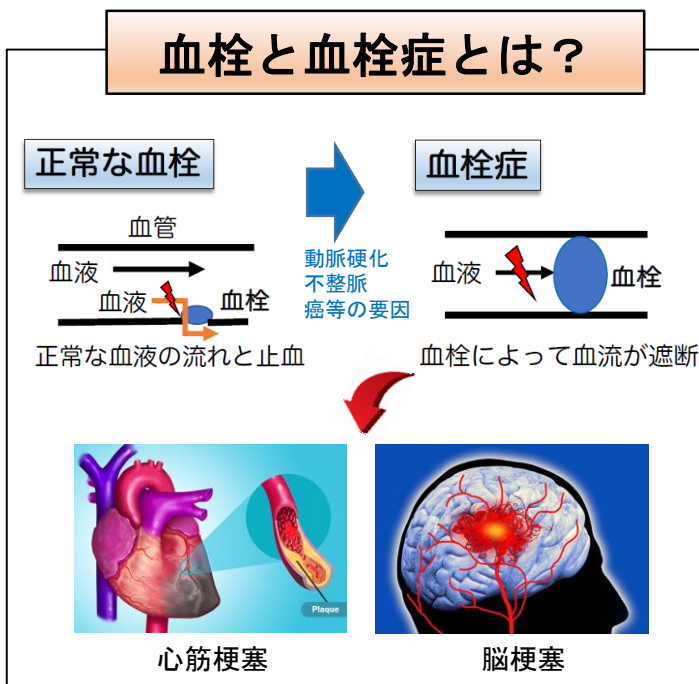 血栓と血栓症とは？
正常な血栓
血管
血液
血液
血栓
正常な血液の流れと止血
動脈硬化
不整脈
癌等の要因
血栓症
血液
血栓
血栓によって血流が遮断
Plaque
心筋梗塞
脳梗塞